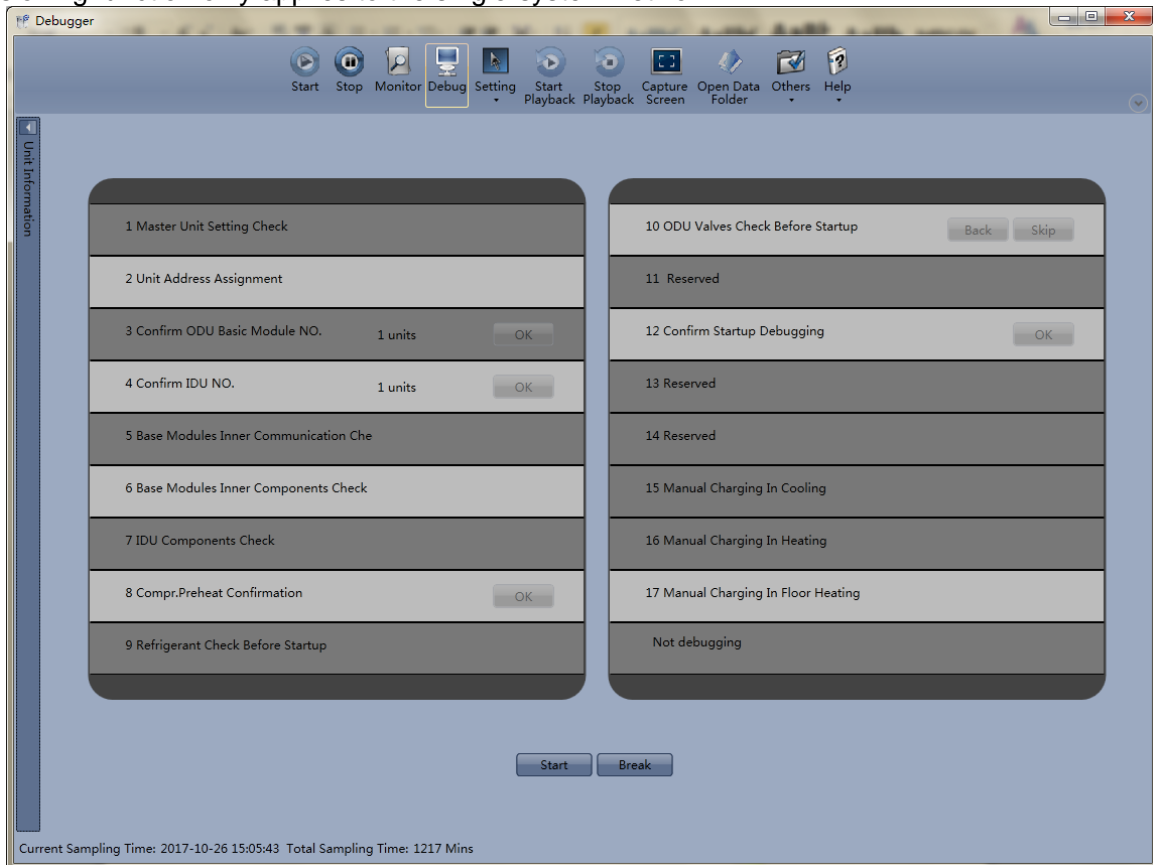 Debugger
Start Stop Monitor Debug Setting Start Playback Stop Playback Capture Screen Open Data Folder Others Help
Unit Information
1 Master Unit Setting Check
2 Unit Address Assignment
3 Confirm ODU Basic Module NO. 1 units OK
4 Confirm IDU NO. 1 units OK
5 Base Modules Inner Communication Che
6 Base Modules Inner Components Check
7 IDU Components Check
8 Compr.Preheat Confirmation OK
9 Refrigerant Check Before Startup
10 ODU Valves Check Before Startup Back Skip
11 Reserved
12 Confirm Startup Debugging OK
13 Reserved
14 Reserved
15 Manual Charging In Cooling
16 Manual Charging In Heating
17 Manual Charging In Floor Heating
Not debugging
Start Break
Current Sampling Time: 2017-10-26 15:05:43 Total Sampling Time: 1217 Mins